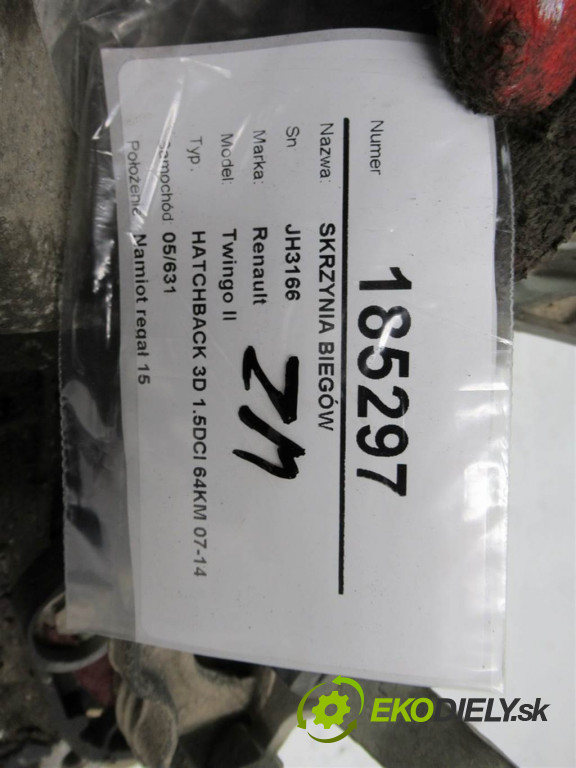 Numer 185297
Nazwa: SKRZYNIA BIEGÓW
Sn JH3166
Marka: Renault
Model: Twingo II
Typ.: HATCHBACK 3D 1.5DCI 64KM 07-14
Samochód 05/631
Położenie Namiot regał 15
EKODIELY.sk